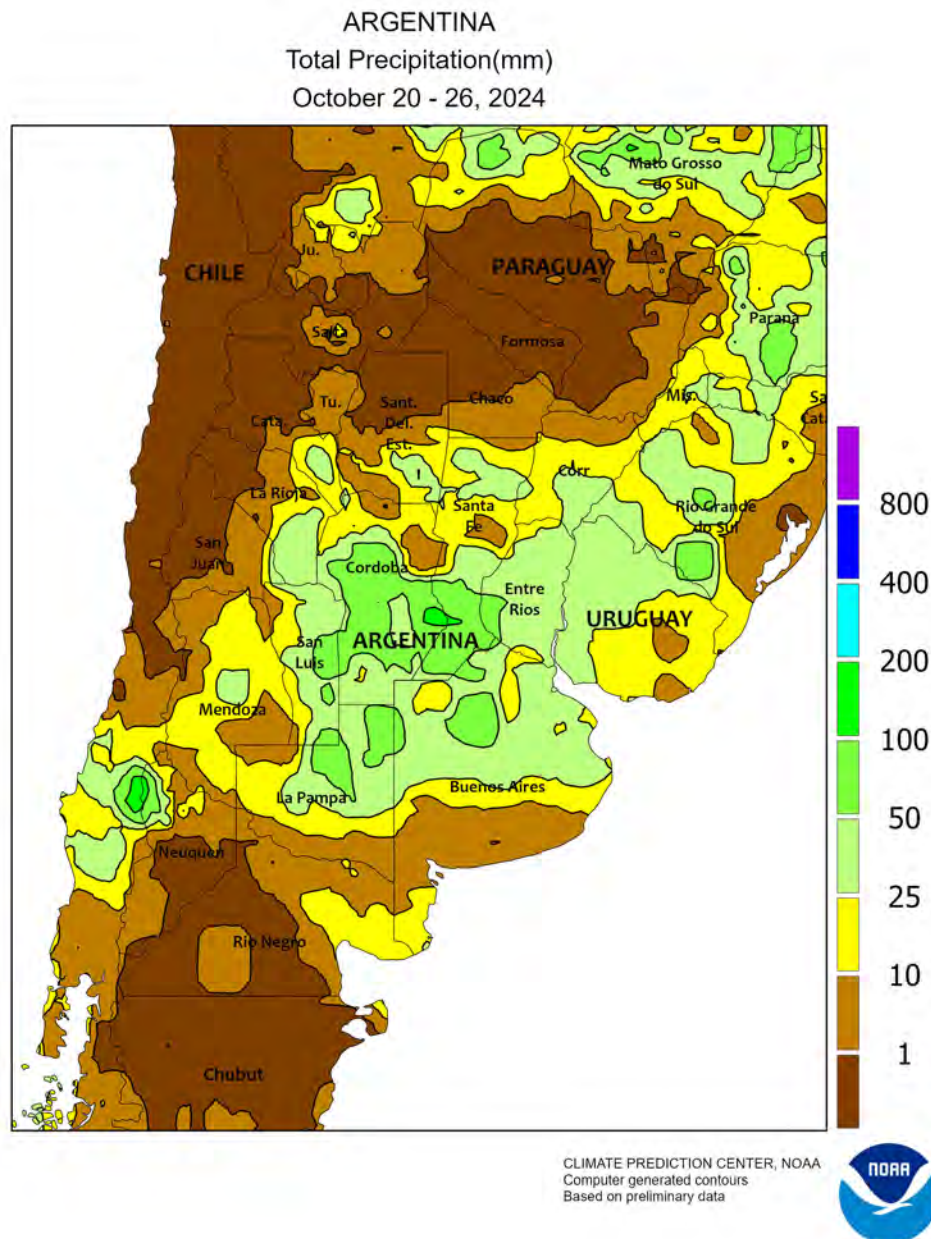 ARGENTINA
Total Precipitation(mm)
October 20 - 26, 2024
Mato Grosso
do Sul
Ju.
CHILE
PARAGUAY
Parana
Salta
Formosa
Tu.
Sant.
Del.
Est.
Chaco
Mis.
Sa
Cata
Cata
La Rioja
Corr
Santa
Fe
Rio Grande
do Sul
San
Juan
Cordoba
Entre
Rios
URUGUAY
ARGENTINA
San
Luis
Mendoza
La Pampa
Buenos Aires
Neuquen
Rio Negro
Chubut
800
400
200
100
50
25
10
1
CLIMATE PREDICTION CENTER, NOAA
Computer generated contours
Based on preliminary data
NOAA